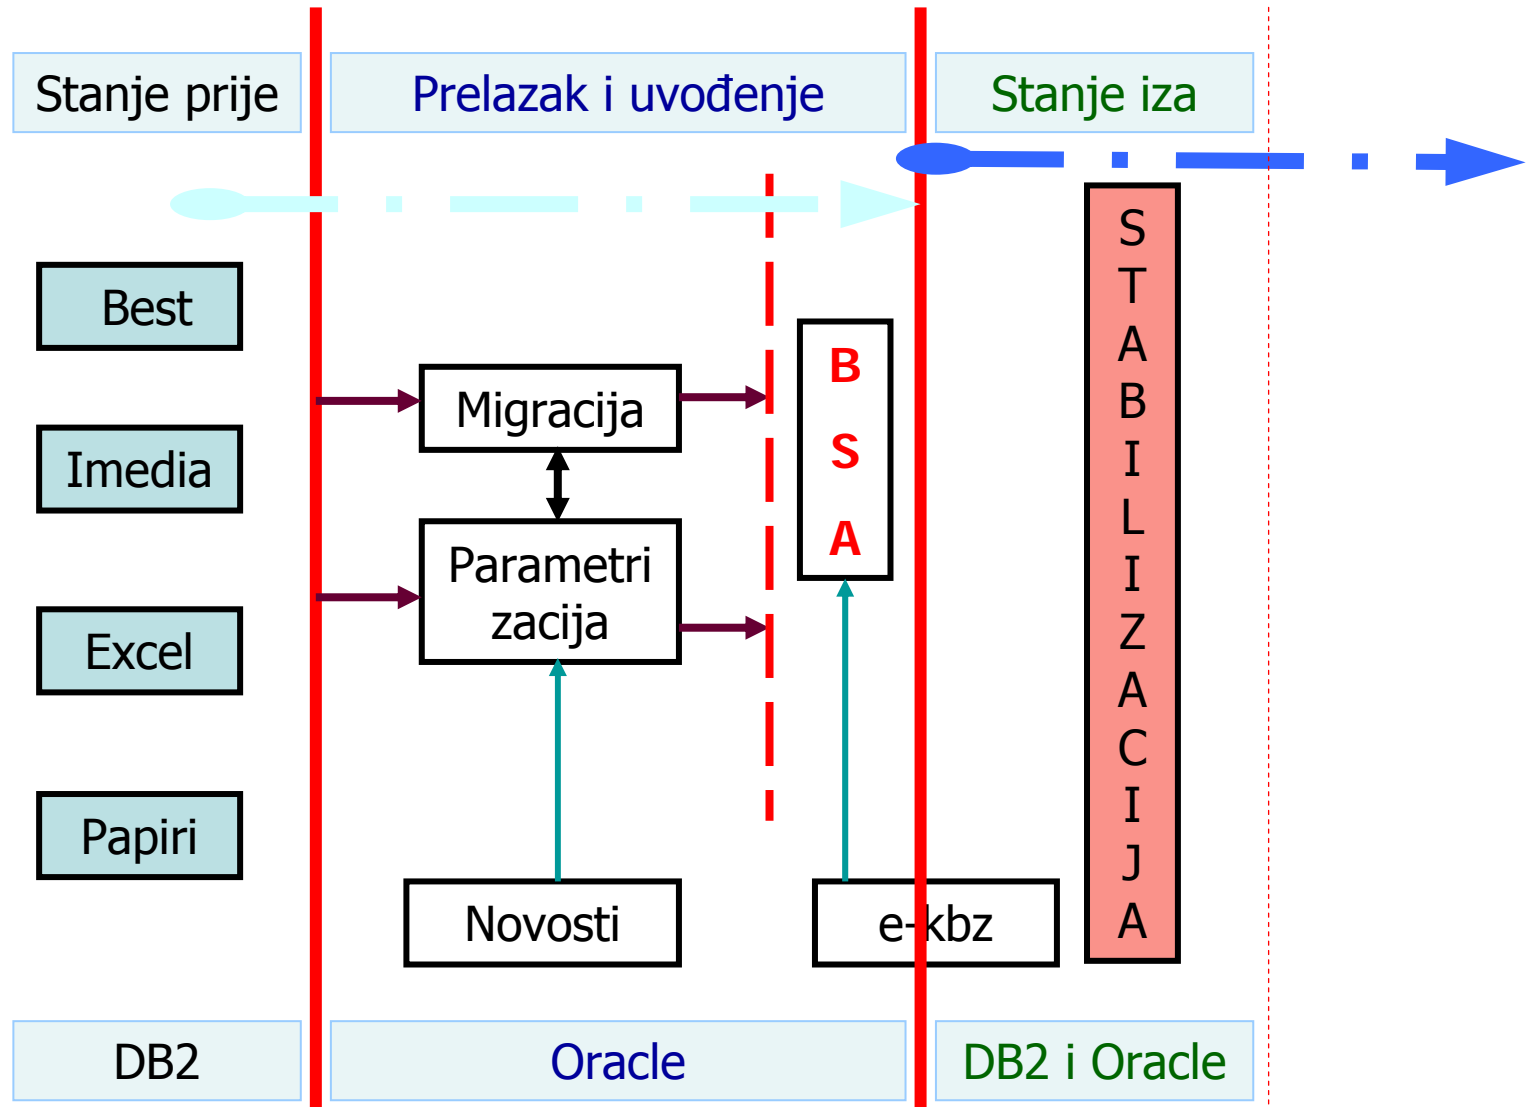 Stanje prije
Prelazak i uvođenje
Stanje iza
Best
Imedia
Excel
Papiri
Migracija
Parametri
zacija
Novosti
B
S
A
e-kbz
S
T
A
B
I
L
I
Z
A
C
I
J
A
DB2
Oracle
DB2 i Oracle